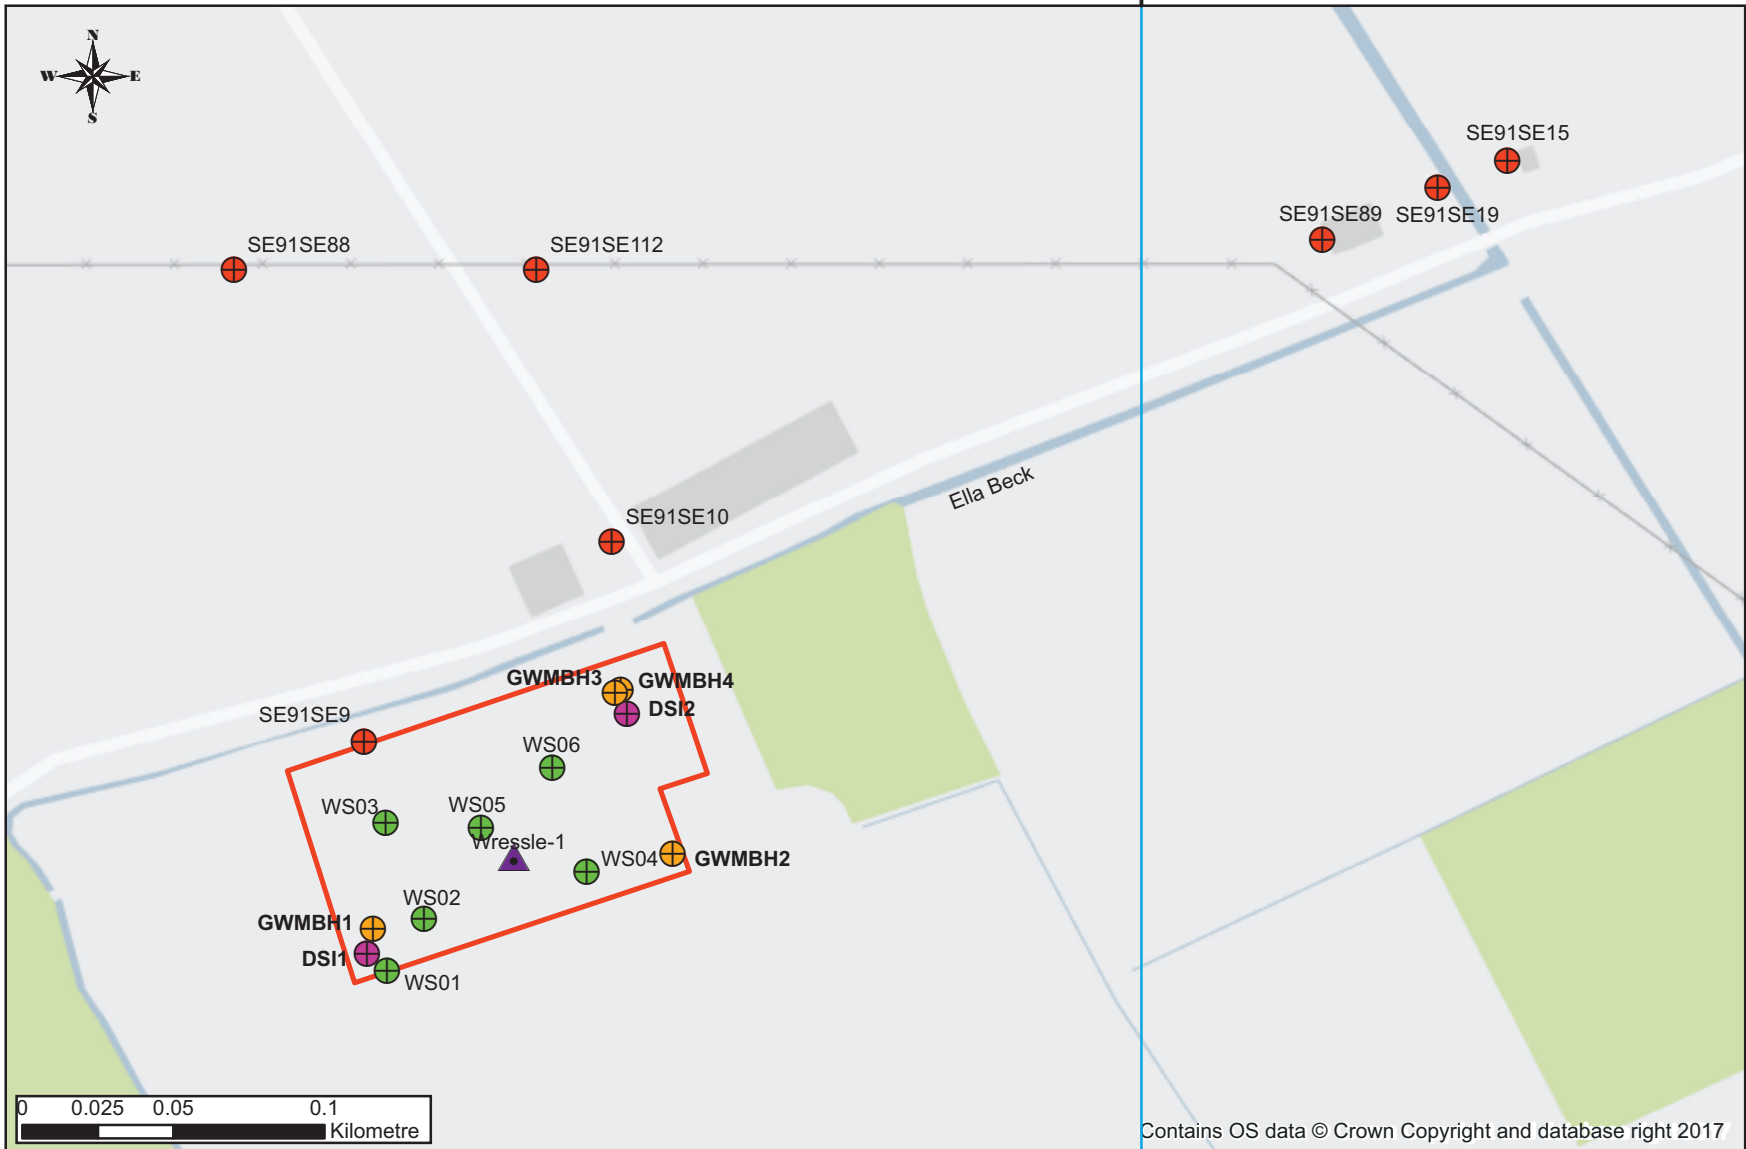 N
W E
S
SE91SE15
SE91SE89 SE91SE19
SE91SE88
SE91SE112
Ella Beck
SE91SE10
GWMBH3 GWMBH4
DSI2
SE91SE9
WS06
WS03 WS05
Wressle-1
WS04 GWMBH2
WS02
GWMBH1
DSI1
WS01
0 0.025 0.05 0.1
Kilometre
Contains OS data © Crown Copyright and database right 2017